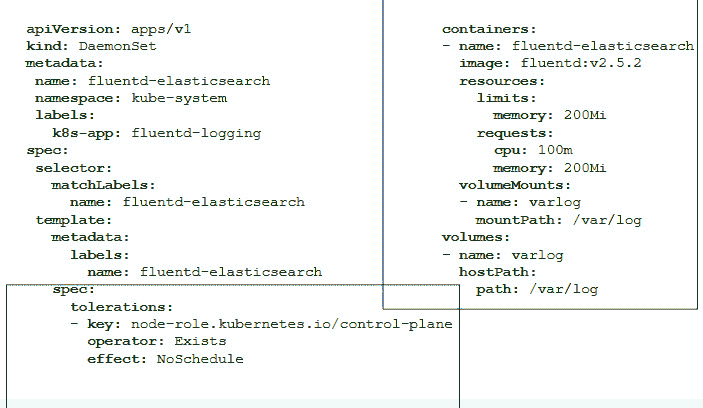 apiVersion: apps/v1
kind: DaemonSet
metadata:
 name: fluentd-elasticsearch
 namespace: kube-system
 labels:
   k8s-app: fluentd-logging
spec:
 selector:
   matchLabels:
     name: fluentd-elasticsearch
 template:
   metadata:
     labels:
       name: fluentd-elasticsearch
   spec:
     tolerations:
     - key: node-role.kubernetes.io/control-plane
       operator: Exists
       effect: NoSchedule
containers:
- name: fluentd-elasticsearch
  image: fluentd:v2.5.2
  resources:
    limits:
      memory: 200Mi
    requests:
      cpu: 100m
      memory: 200Mi
  volumeMounts:
  - name: varlog
    mountPath: /var/log
volumes:
- name: varlog
  hostPath:
    path: /var/log